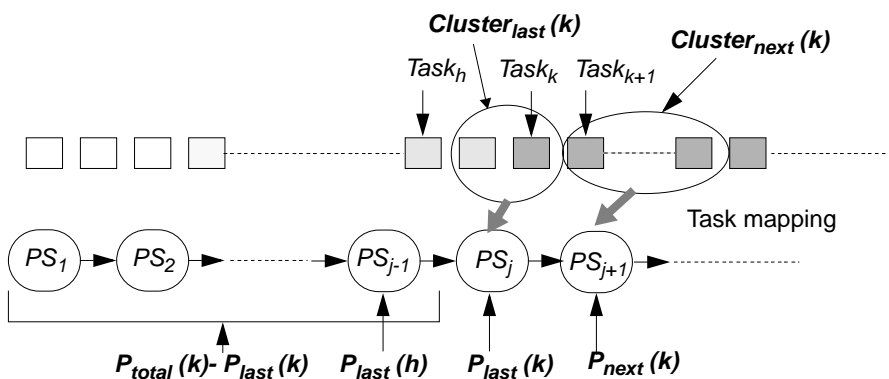 Cluster_last (k)
Cluster_next (k)
Task_h Task_k Task_k+1
Task mapping
PS_1 PS_2 PS_j-1 PS_j PS_j+1
P_total (k)- P_last (k) P_last (h) P_last (k) P_next (k)